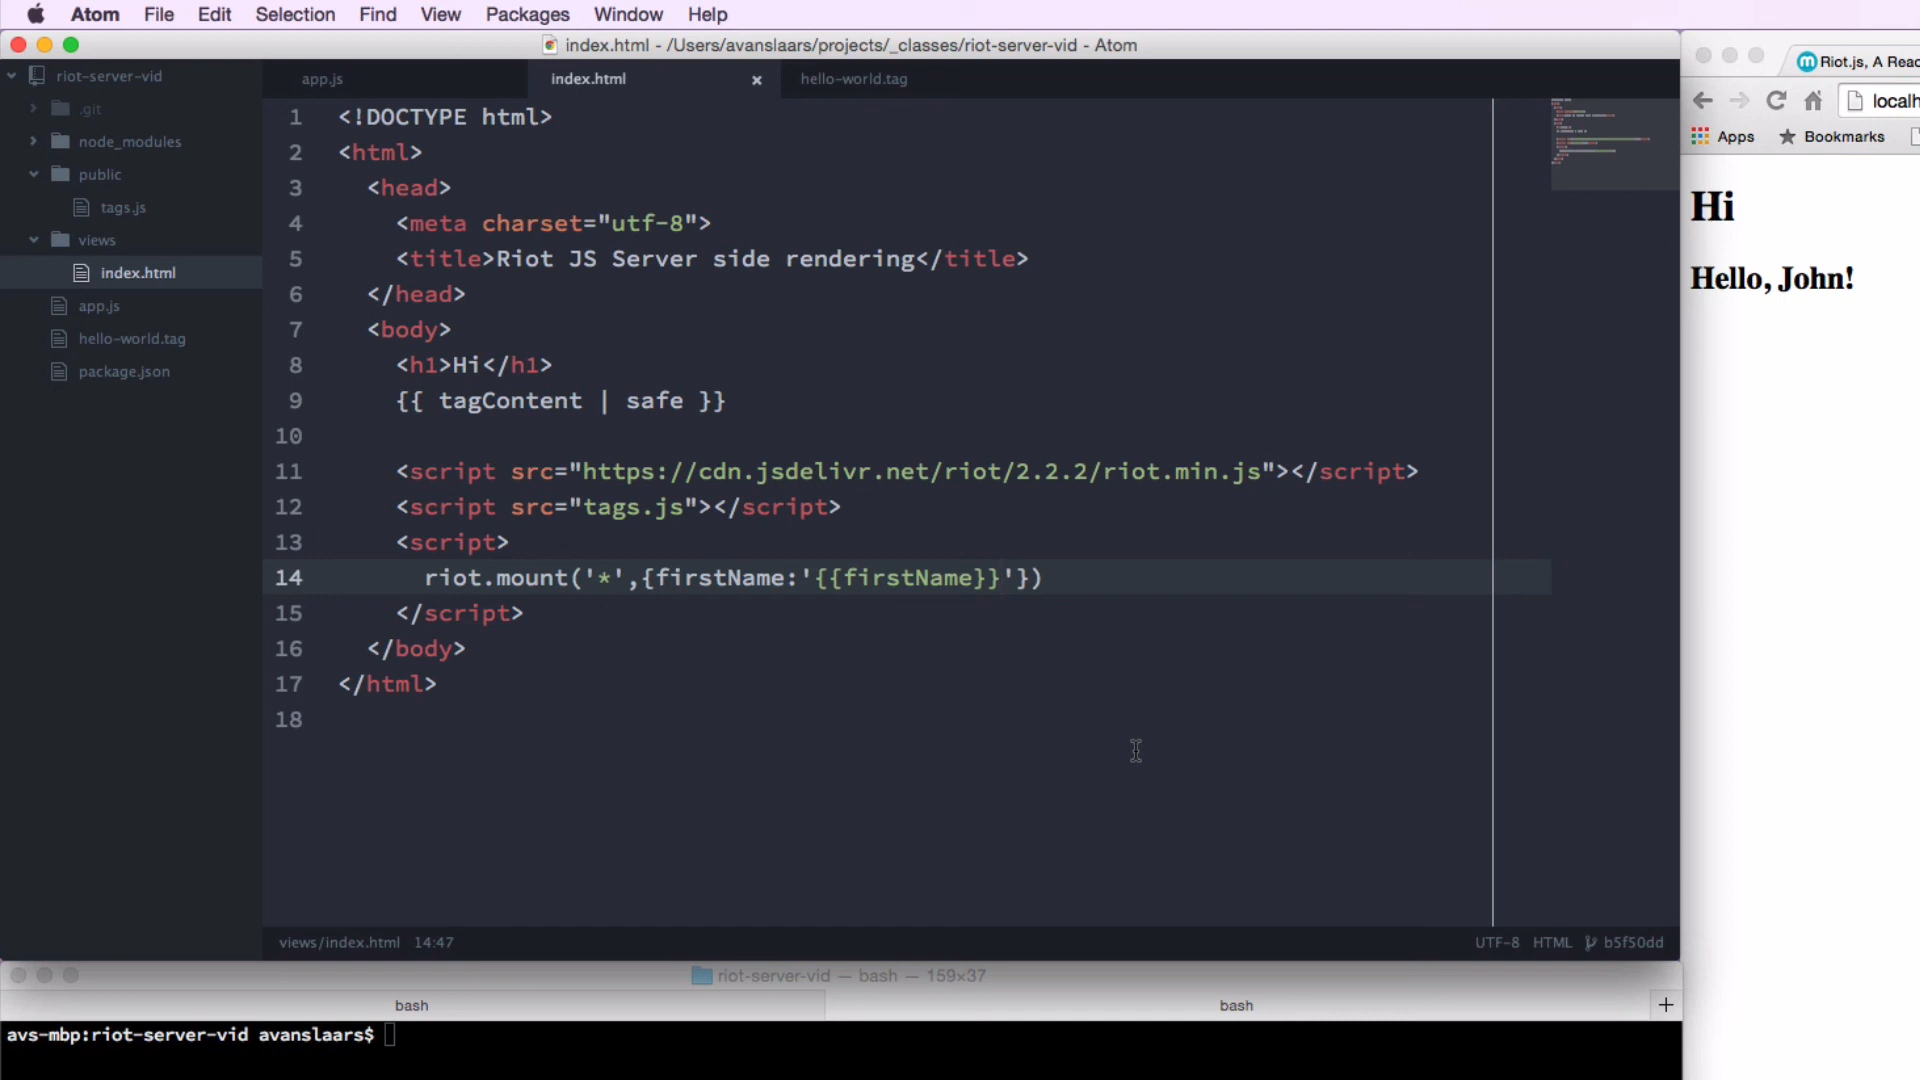 Atom File Edit Selection Find View Packages Window Help
index.html - /Users/avanslaars/projects/_classes/riot-server-vid - Atom
riot-server-vid
.git
node_modules
public
tags.js
views
index.html
app.js
hello-world.tag
package.json
app.js index.html hello-world.tag
1 <!DOCTYPE html>
2 <html>
3 <head>
4 <meta charset="utf-8">
5 <title>Riot JS Server side rendering</title>
6 </head>
7 <body>
8 <h1>Hi</h1>
9 {{ tagContent | safe }}
10
11 <script src="https://cdn.jsdelivr.net/riot/2.2.2/riot.min.js"></script>
12 <script src="tags.js"></script>
13 <script>
14 riot.mount('*',{firstName:'{{firstName}}'})
15 </script>
16 </body>
17 </html>
18
views/index.html 14:47
UTF-8 HTML b5f50dd
Riot.js, A Reac
localh
Apps Bookmarks
Hi
Hello, John!
riot-server-vid — bash — 159×37
bash bash
avs-mbp:riot-server-vid avanslaars$